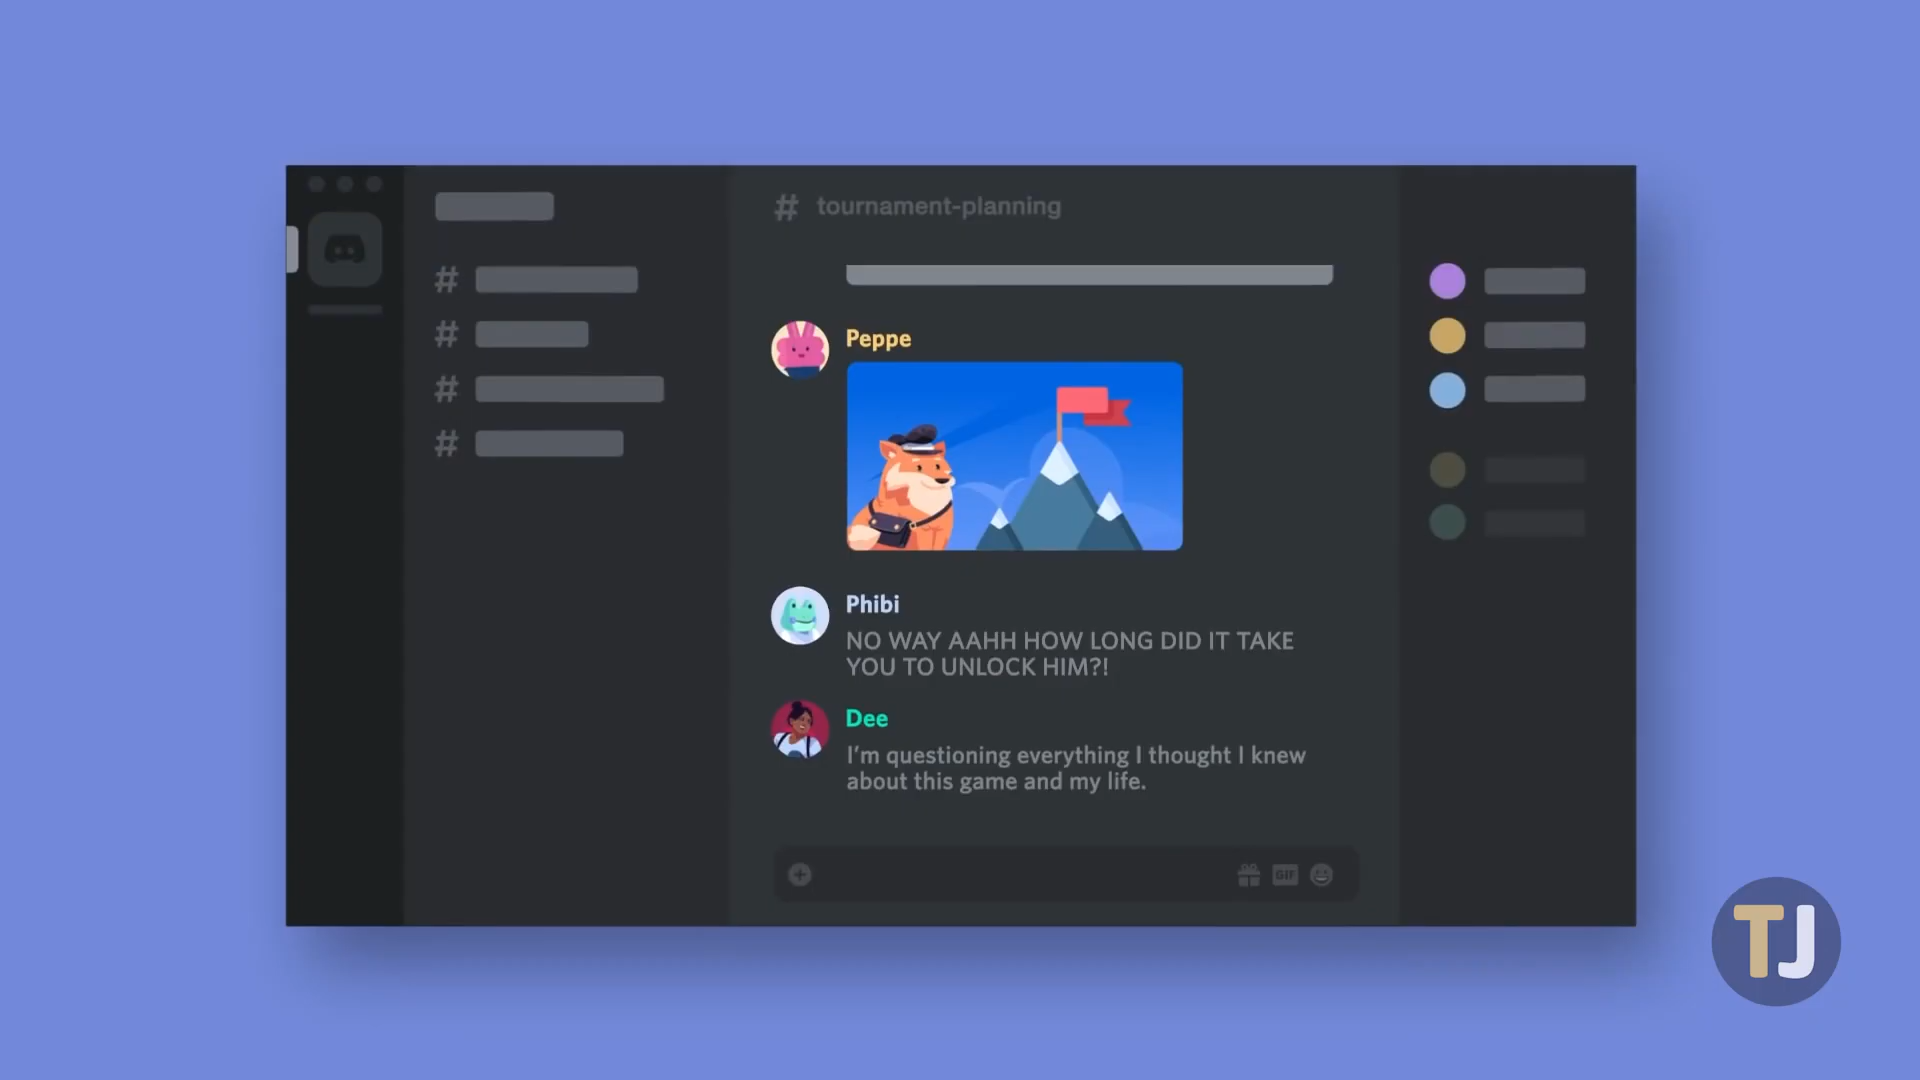 # tournament-planning
#
#
#
#
Peppe
Phibi
NO WAY AAHH HOW LONG DID IT TAKE
YOU TO UNLOCK HIM?!
Dee
I'm questioning everything I thought I knew
about this game and my life.
GIF
TJ